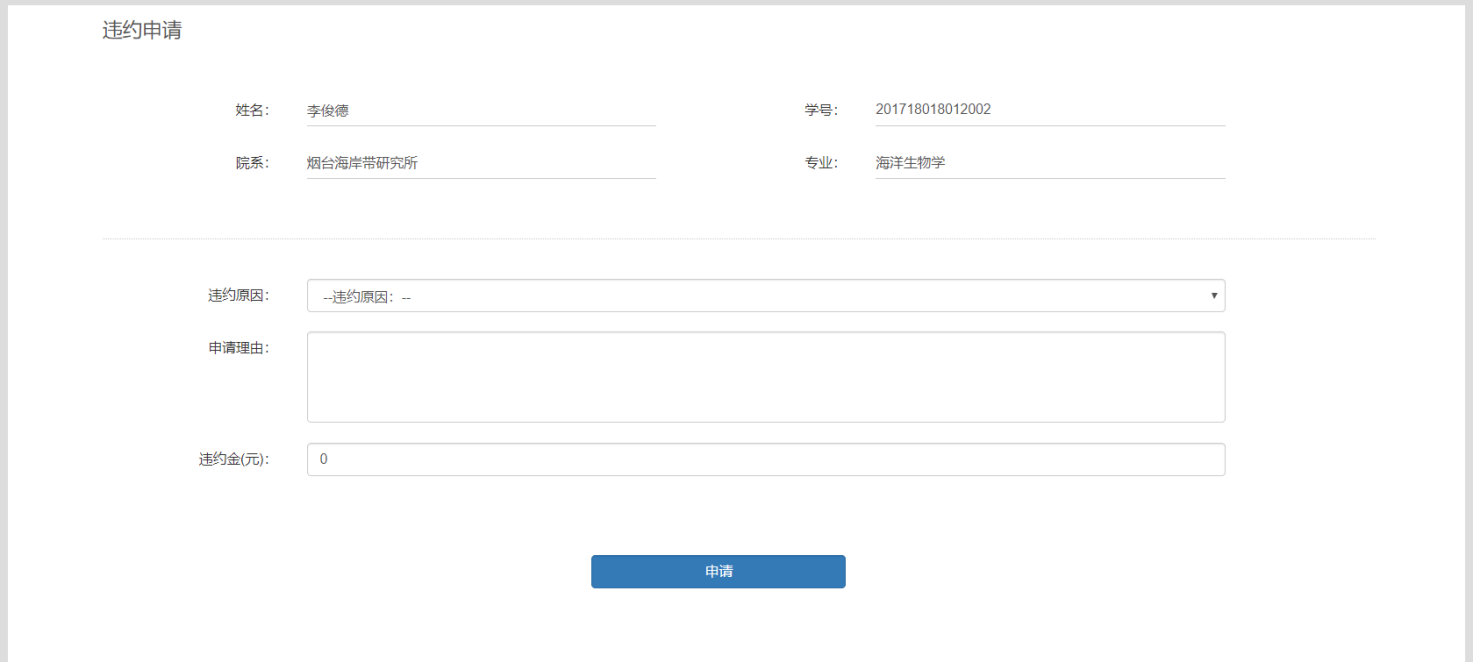 违约申请
姓名： 李俊德 学号： 201718018012002
院系： 烟台海岸带研究所 专业： 海洋生物学
违约原因： --违约原因：--
申请理由：
违约金(元)： 0
申请